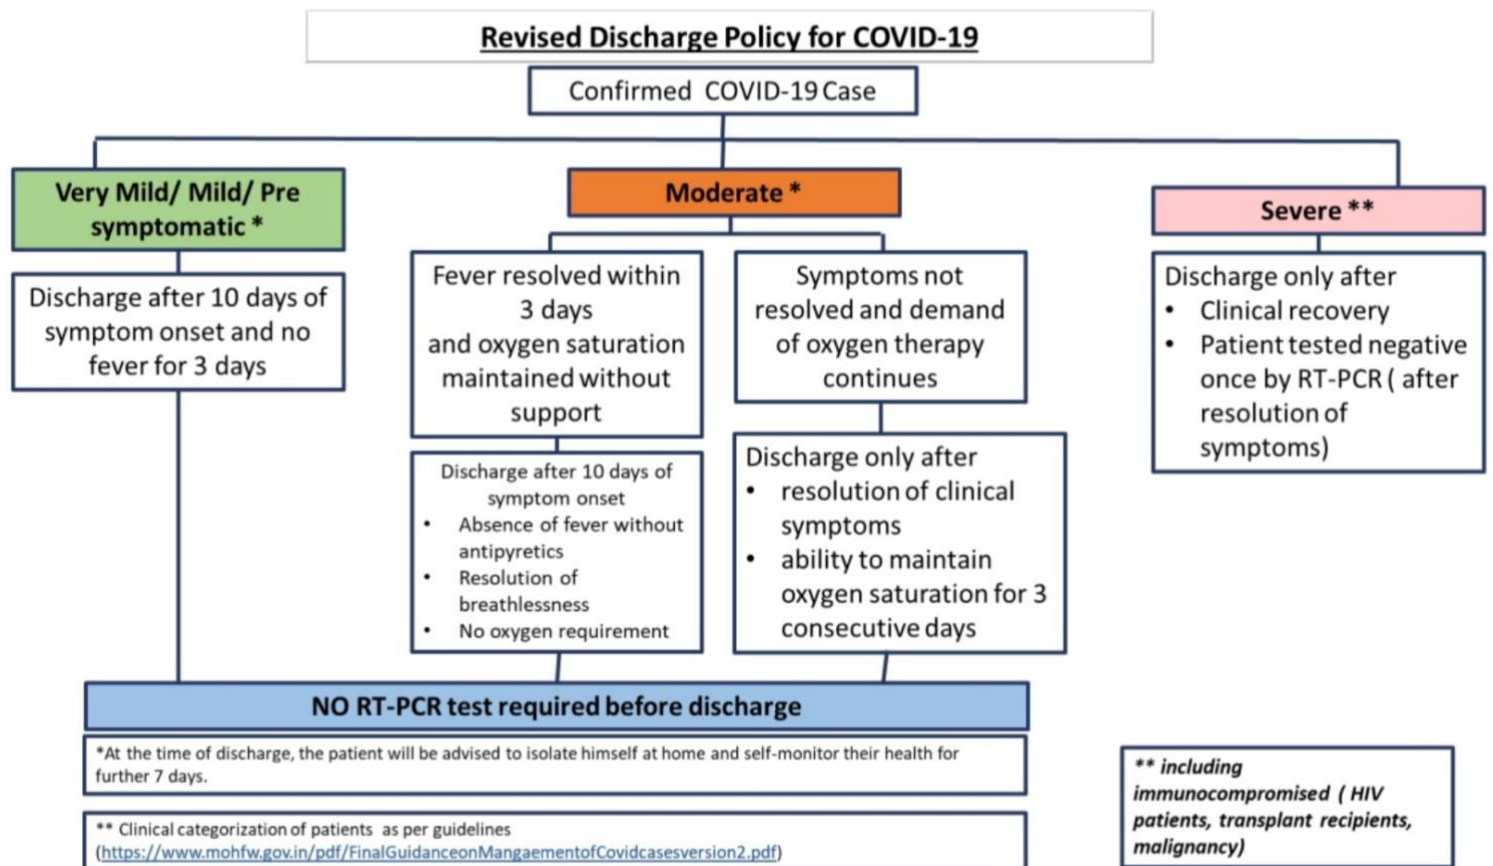 Revised Discharge Policy for COVID-19
Confirmed COVID-19 Case
Very Mild/ Mild/ Pre
symptomatic *
Discharge after 10 days of
symptom onset and no
fever for 3 days
Moderate *
Fever resolved within
3 days
and oxygen saturation
maintained without
support
Discharge after 10 days of
symptom onset
• Absence of fever without
antipyretics
• Resolution of
breathlessness
• No oxygen requirement
Symptoms not
resolved and demand
of oxygen therapy
continues
Discharge only after
• resolution of clinical
symptoms
• ability to maintain
oxygen saturation for 3
consecutive days
Severe **
Discharge only after
• Clinical recovery
• Patient tested negative
once by RT-PCR ( after
resolution of
symptoms)
NO RT-PCR test required before discharge
*At the time of discharge, the patient will be advised to isolate himself at home and self-monitor their health for
further 7 days.
** Clinical categorization of patients as per guidelines
(https://www.mohfw.gov.in/pdf/FinalGuidanceonMangaementofCovidcasesversion2.pdf)
** including
immunocompromised ( HIV
patients, transplant recipients,
malignancy)